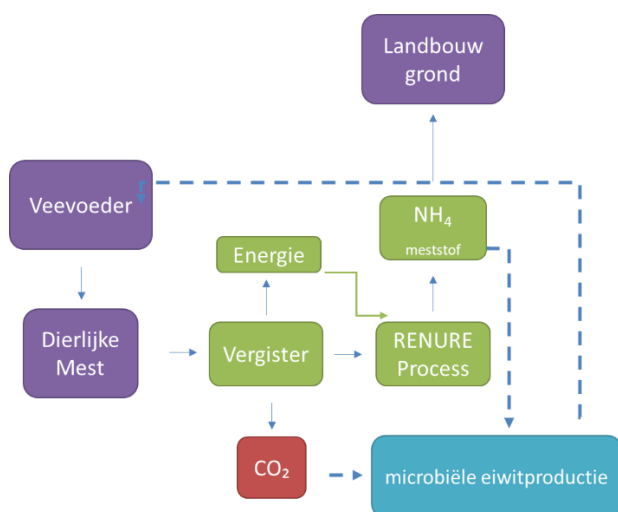 Landbouw
grond
Veevoeder
NH₄
meststof
Energie
Dierlijke
Mest
Vergister
RENURE
Process
CO₂
microbiële eiwitproductie